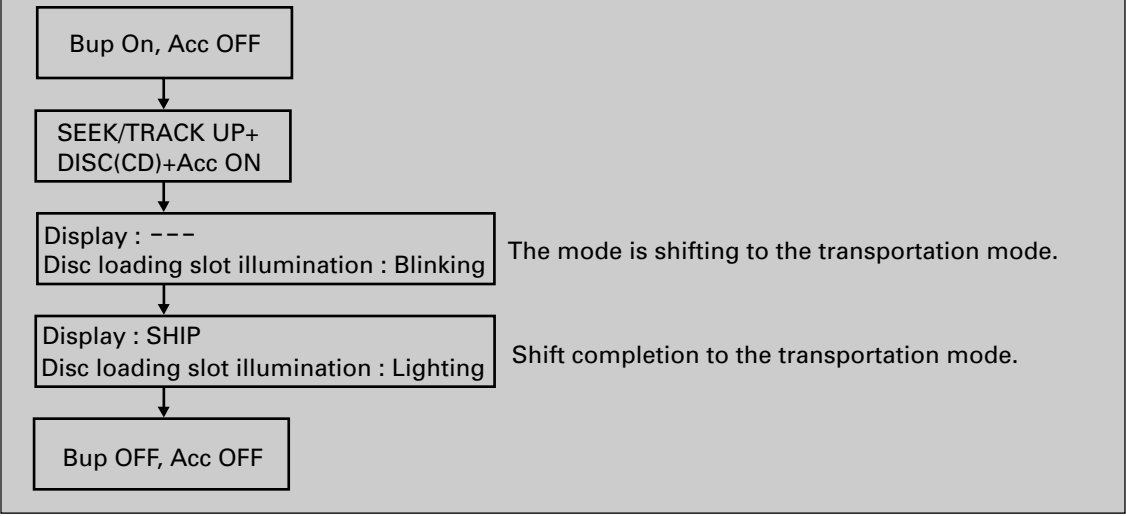 Bup On, Acc OFF
SEEK/TRACK UP+
DISC(CD)+Acc ON
Display : ---
Disc loading slot illumination : Blinking
The mode is shifting to the transportation mode.
Display : SHIP
Disc loading slot illumination : Lighting
Shift completion to the transportation mode.
Bup OFF, Acc OFF